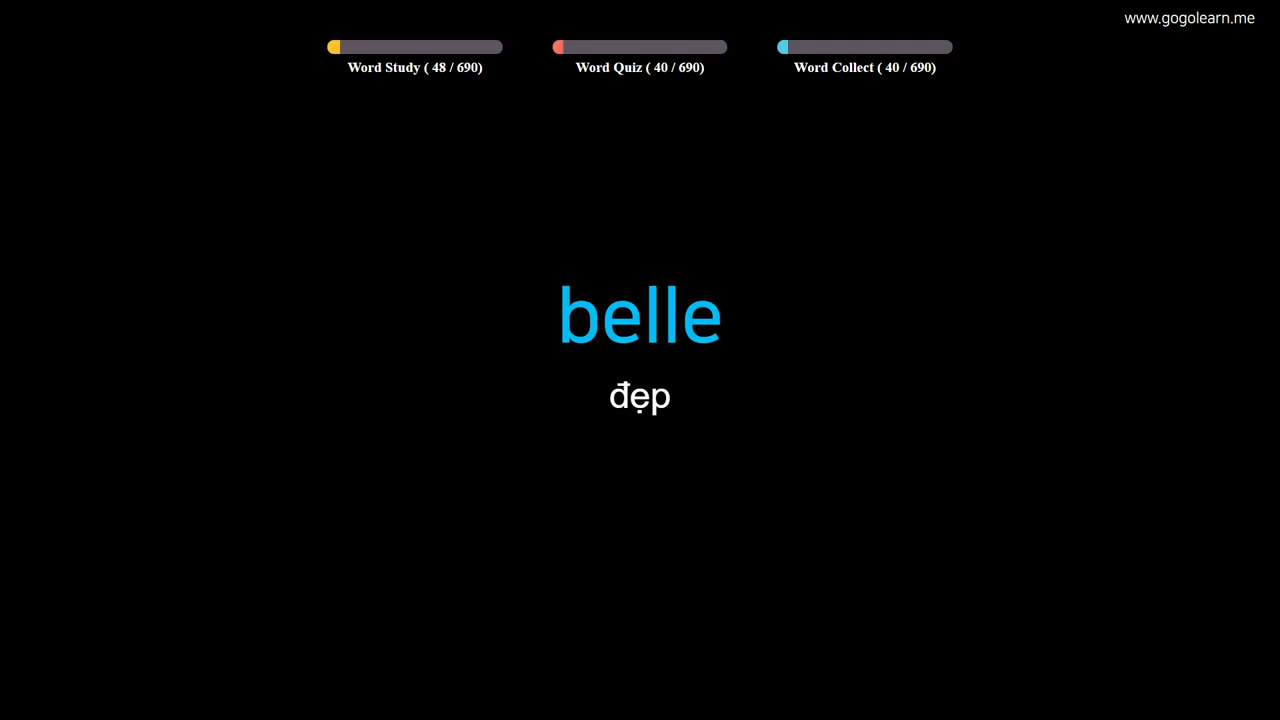 www.gogolearn.me
Word Study ( 48 / 690)
Word Quiz ( 40 / 690)
Word Collect ( 40 / 690)
belle
đẹp